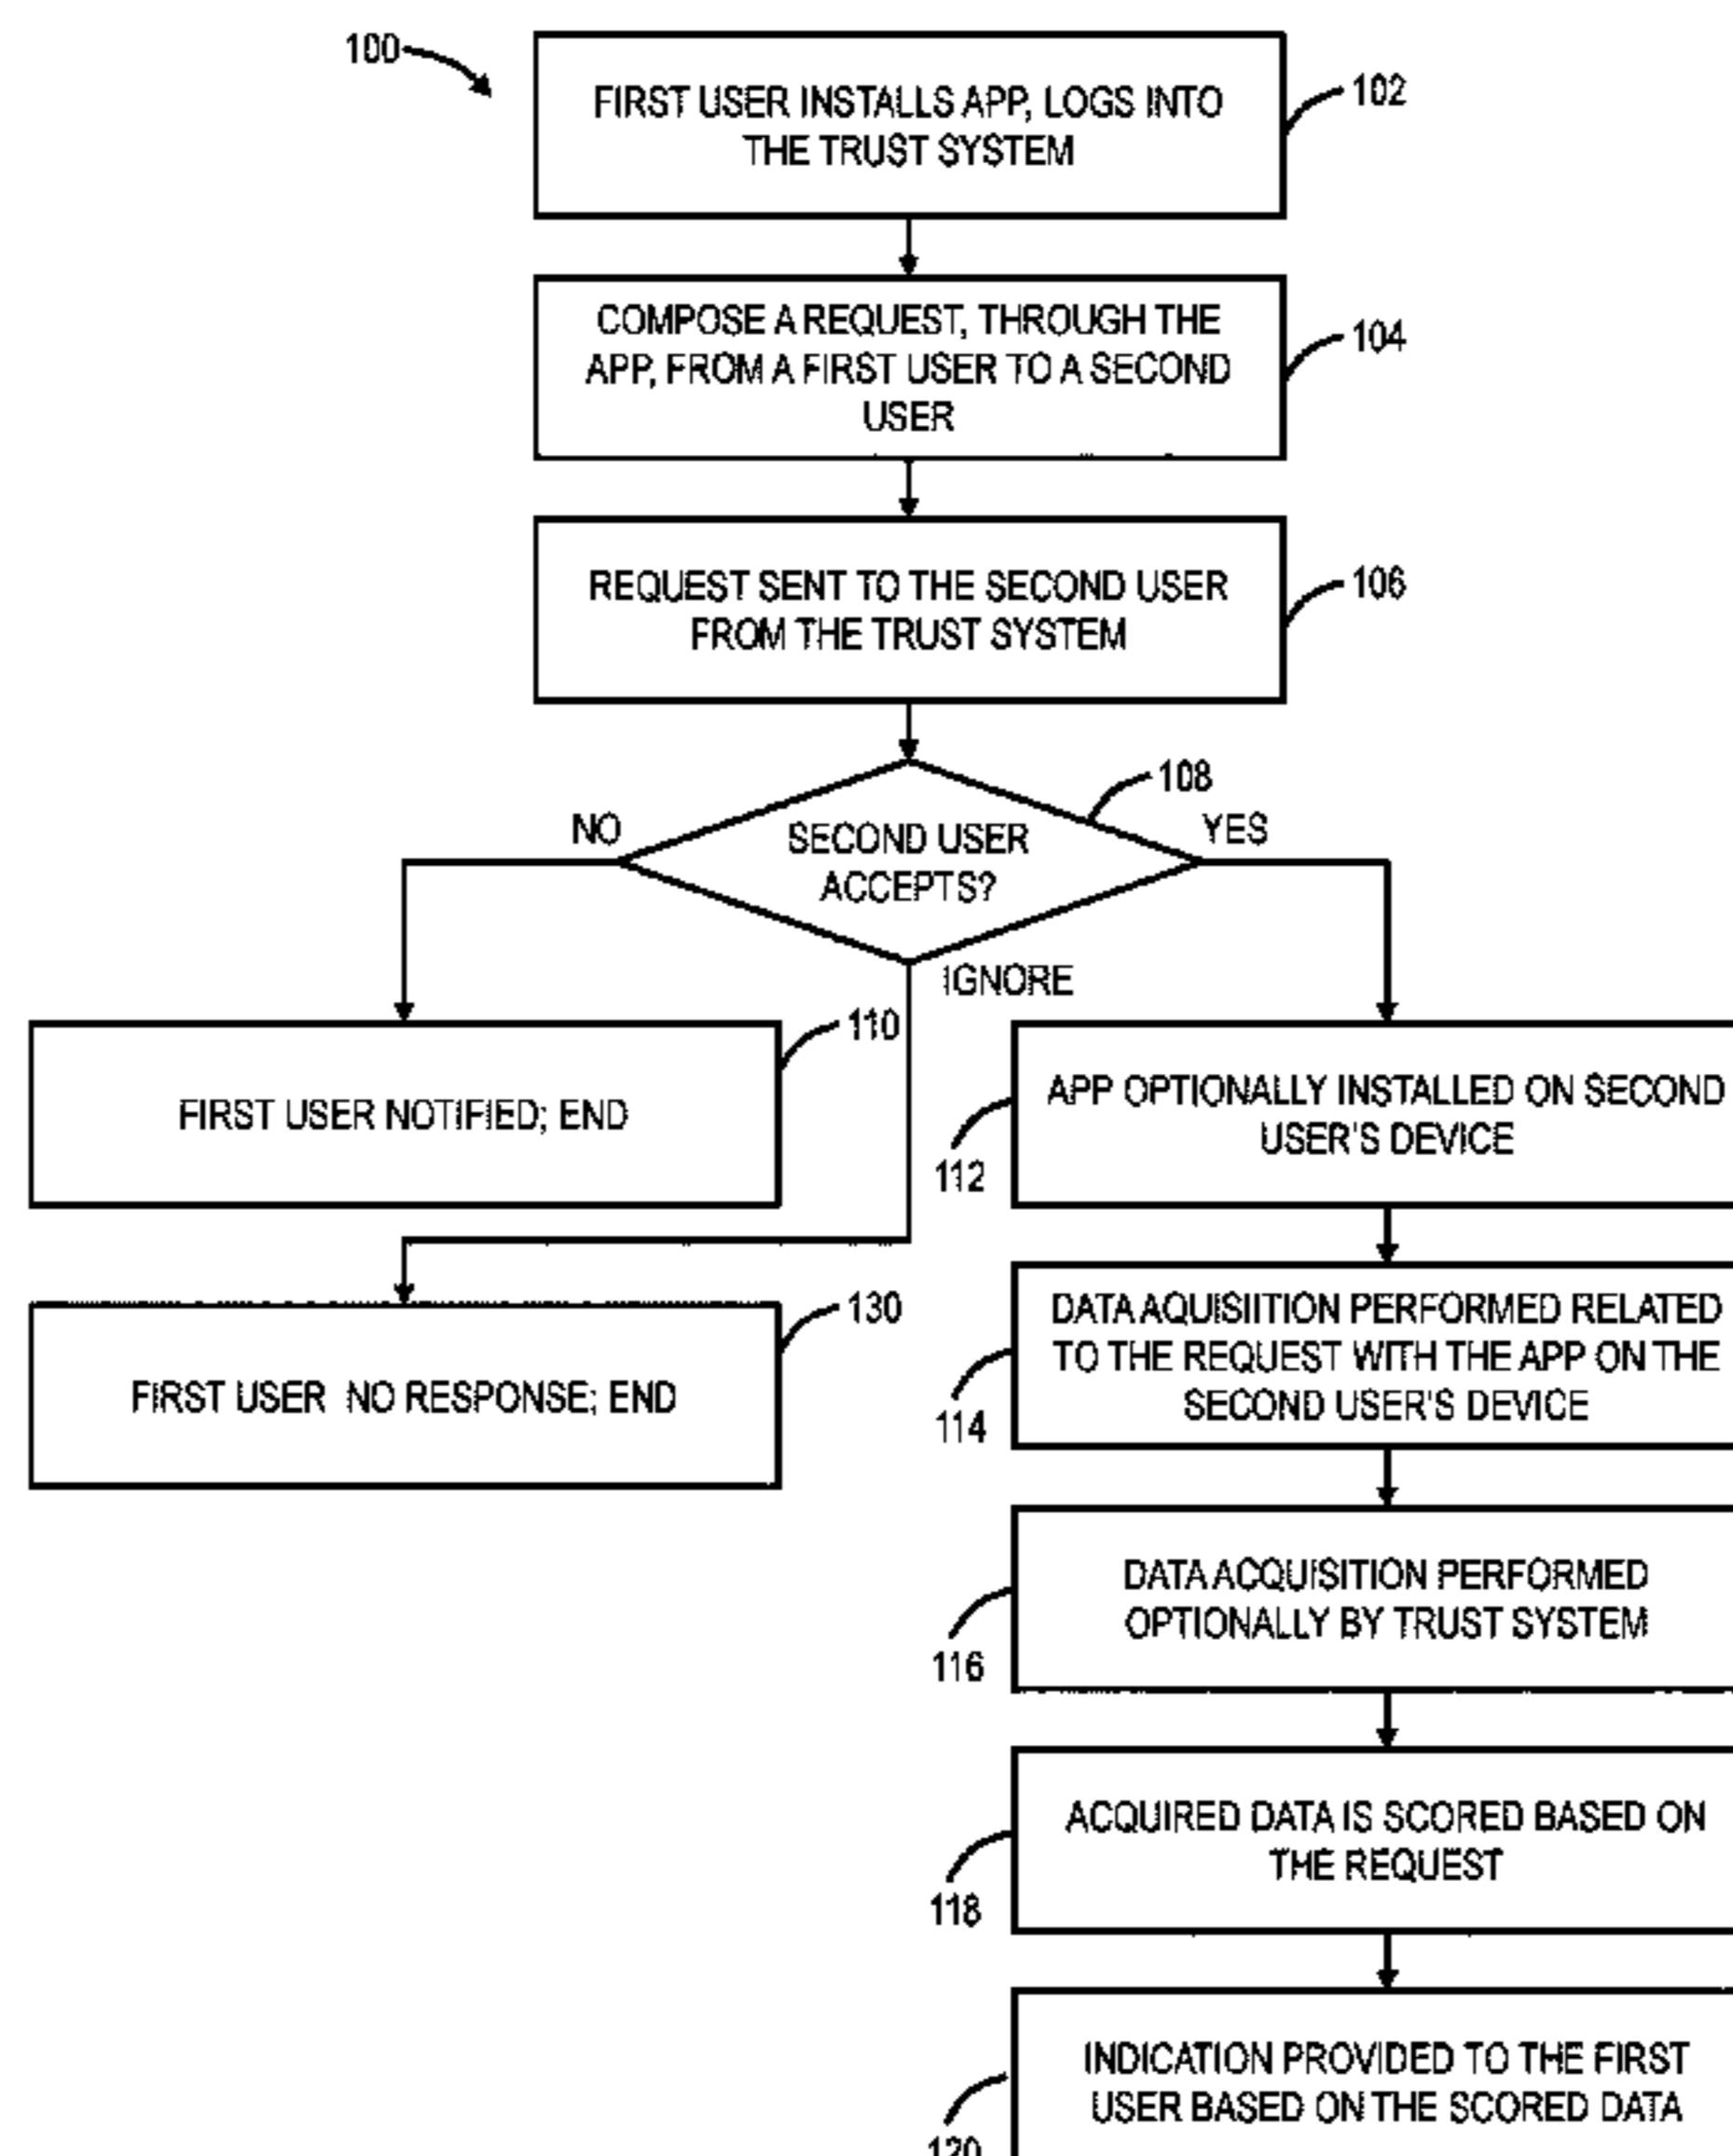 100
FIRST USER INSTALLS APP, LOGS INTO
THE TRUST SYSTEM
102
COMPOSE A REQUEST, THROUGH THE
APP, FROM A FIRST USER TO A SECOND
USER
104
REQUEST SENT TO THE SECOND USER
FROM THE TRUST SYSTEM
106
108
NO
SECOND USER
ACCEPTS?
YES
IGNORE
110
FIRST USER NOTIFIED; END
APP OPTIONALLY INSTALLED ON SECOND
USER'S DEVICE
112
130
FIRST USER NO RESPONSE; END
DATA AQUISIITION PERFORMED RELATED
TO THE REQUEST WITH THE APP ON THE
SECOND USER'S DEVICE
114
DATA ACQUISITION PERFORMED
OPTIONALLY BY TRUST SYSTEM
116
ACQUIRED DATA IS SCORED BASED ON
THE REQUEST
118
INDICATION PROVIDED TO THE FIRST
USER BASED ON THE SCORED DATA
120